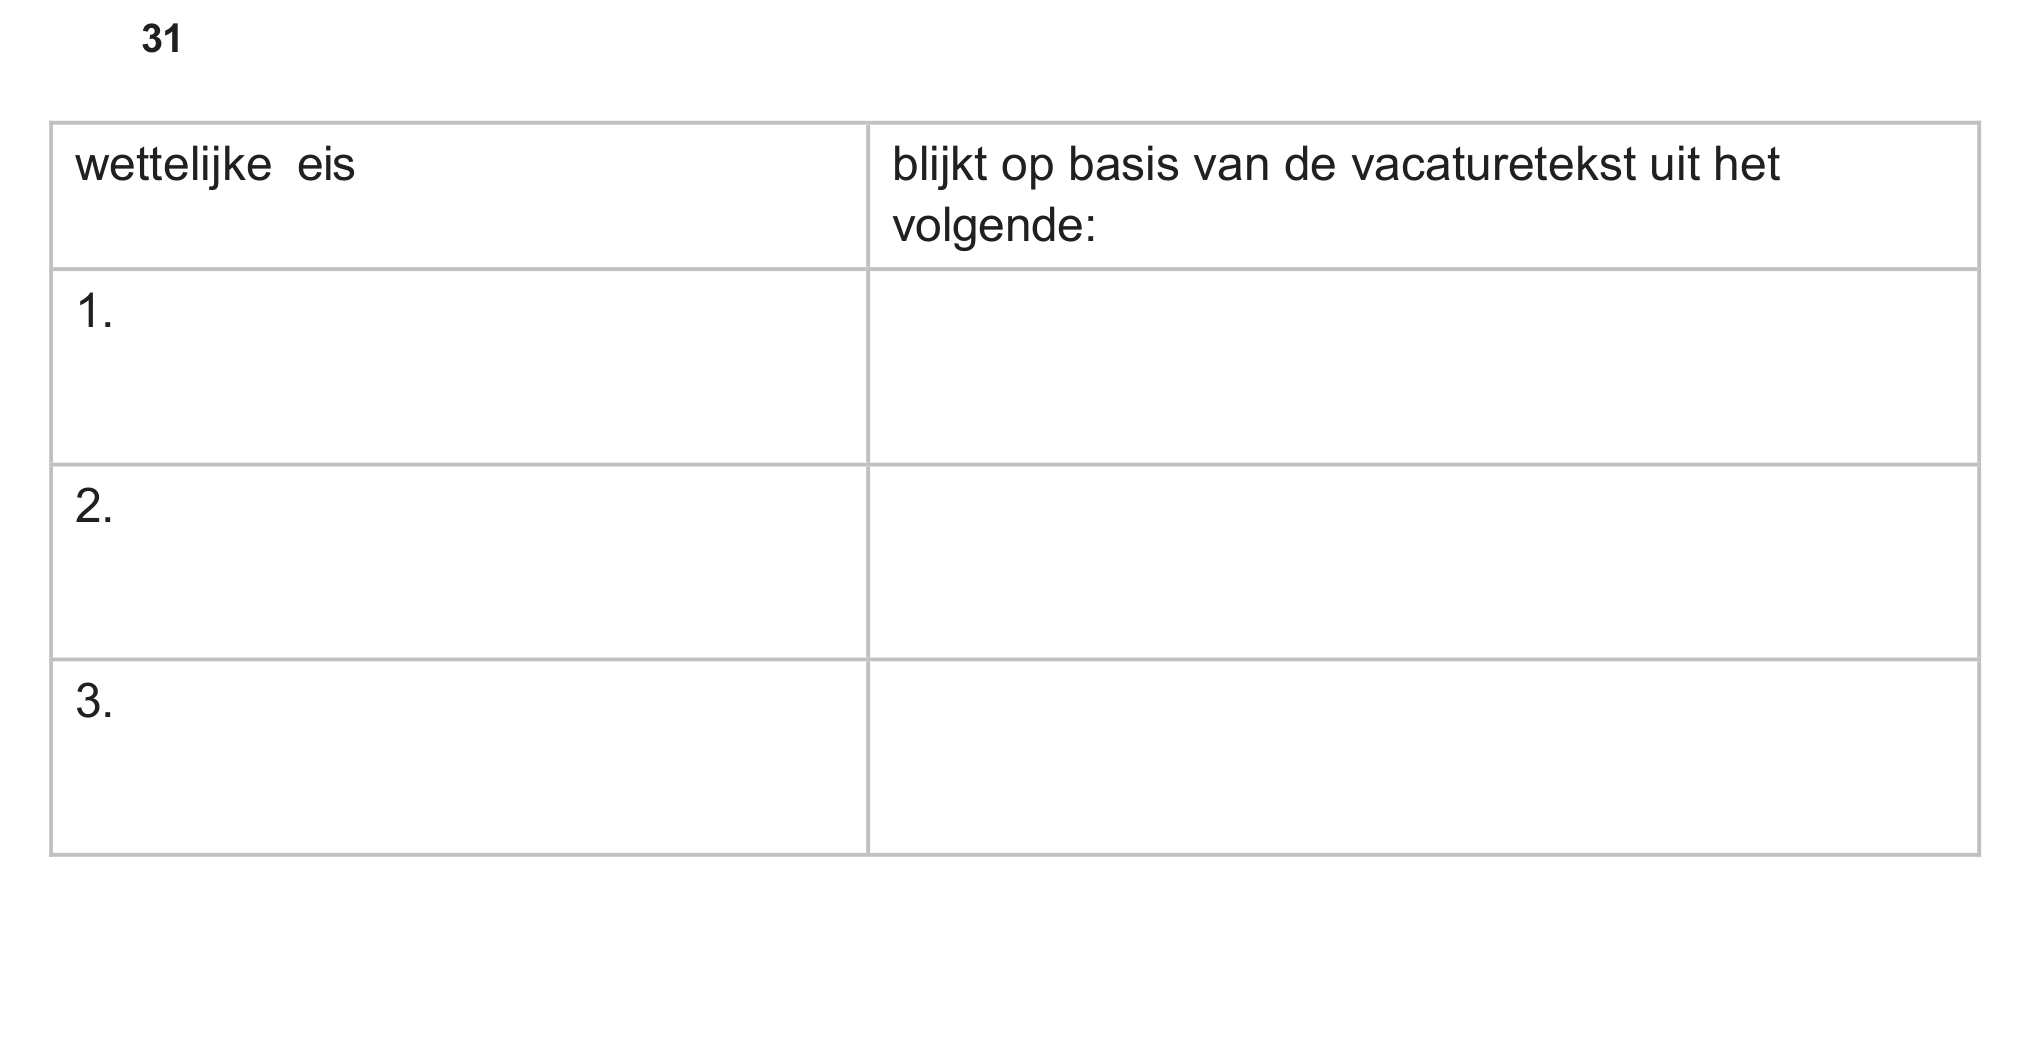 31
wettelijke  eis
blijkt op basis van de vacaturetekst uit het
volgende:
1.
2.
3.